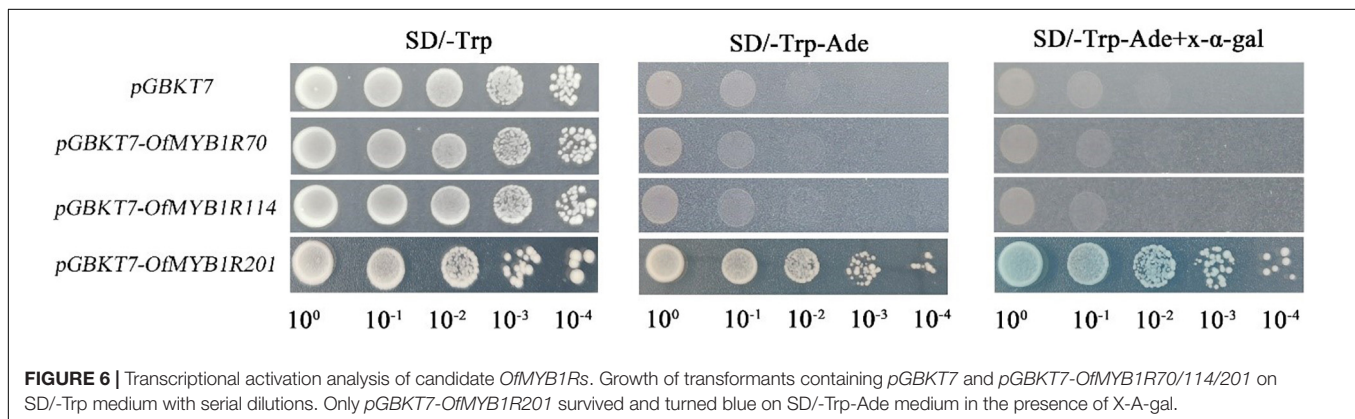 SD/-Trp SD/-Trp-Ade SD/-Trp-Ade+x-α-gal
pGBKT7
pGBKT7-OfMYB1R70
pGBKT7-OfMYB1R114
pGBKT7-OfMYB1R201
10⁰ 10⁻¹ 10⁻² 10⁻³ 10⁻⁴ 10⁰ 10⁻¹ 10⁻² 10⁻³ 10⁻⁴ 10⁰ 10⁻¹ 10⁻² 10⁻³ 10⁻⁴
FIGURE 6 | Transcriptional activation analysis of candidate OfMYB1Rs. Growth of transformants containing pGBKT7 and pGBKT7-OfMYB1R70/114/201 on
SD/-Trp medium with serial dilutions. Only pGBKT7-OfMYB1R201 survived and turned blue on SD/-Trp-Ade medium in the presence of X-A-gal.